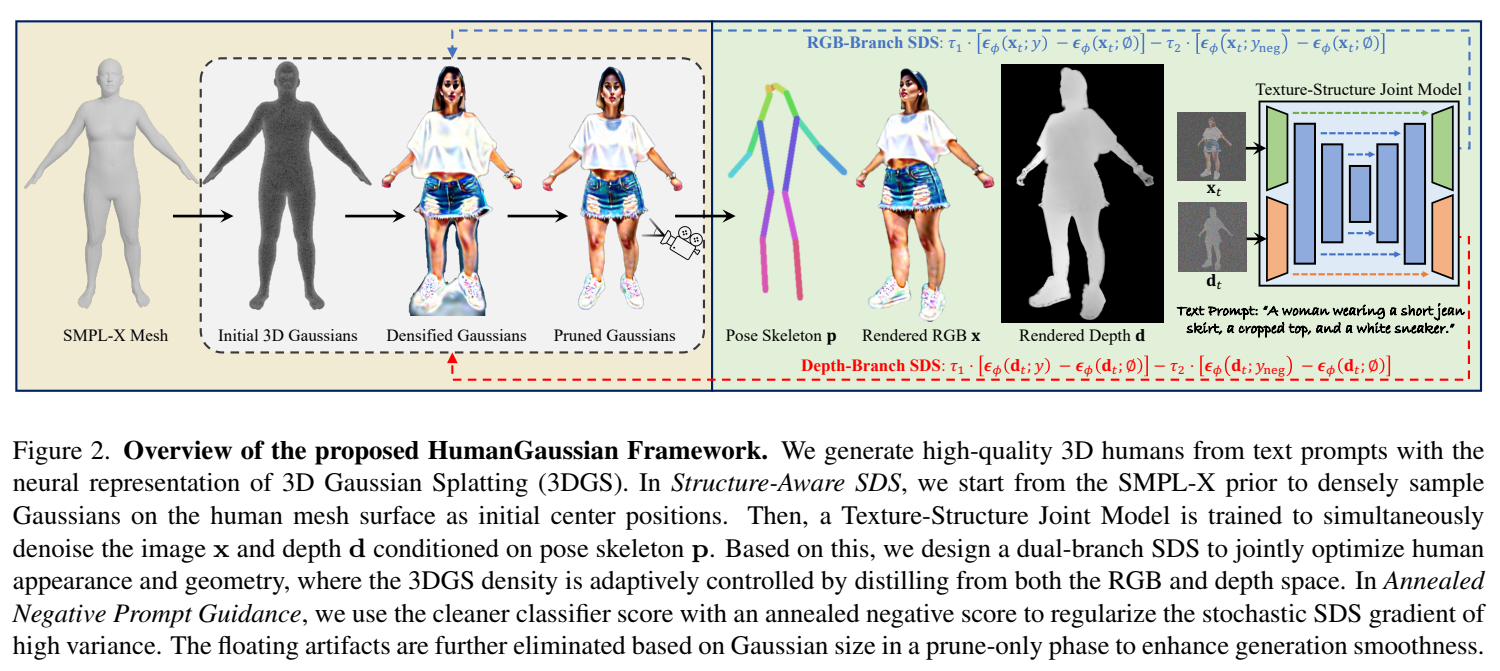 RGB-Branch SDS: τ₁ · [ϵ_ϕ(x_t; y) − ϵ_ϕ(x_t; ∅)] − τ₂ · [ϵ_ϕ(x_t; y_neg) − ϵ_ϕ(x_t; ∅)]
Texture-Structure Joint Model
x_t
d_t
Text Prompt: "A woman wearing a short jean
skirt, a cropped top, and a white sneaker."
SMPL-X Mesh
Initial 3D Gaussians
Densified Gaussians
Pruned Gaussians
Pose Skeleton p
Rendered RGB x
Rendered Depth d
Depth-Branch SDS: τ₁ · [ϵ_ϕ(d_t; y) − ϵ_ϕ(d_t; ∅)] − τ₂ · [ϵ_ϕ(d_t; y_neg) − ϵ_ϕ(d_t; ∅)]
Figure 2. Overview of the proposed HumanGaussian Framework. We generate high-quality 3D humans from text prompts with the
neural representation of 3D Gaussian Splatting (3DGS). In Structure-Aware SDS, we start from the SMPL-X prior to densely sample
Gaussians on the human mesh surface as initial center positions. Then, a Texture-Structure Joint Model is trained to simultaneously
denoise the image x and depth d conditioned on pose skeleton p. Based on this, we design a dual-branch SDS to jointly optimize human
appearance and geometry, where the 3DGS density is adaptively controlled by distilling from both the RGB and depth space. In Annealed
Negative Prompt Guidance, we use the cleaner classifier score with an annealed negative score to regularize the stochastic SDS gradient of
high variance. The floating artifacts are further eliminated based on Gaussian size in a prune-only phase to enhance generation smoothness.